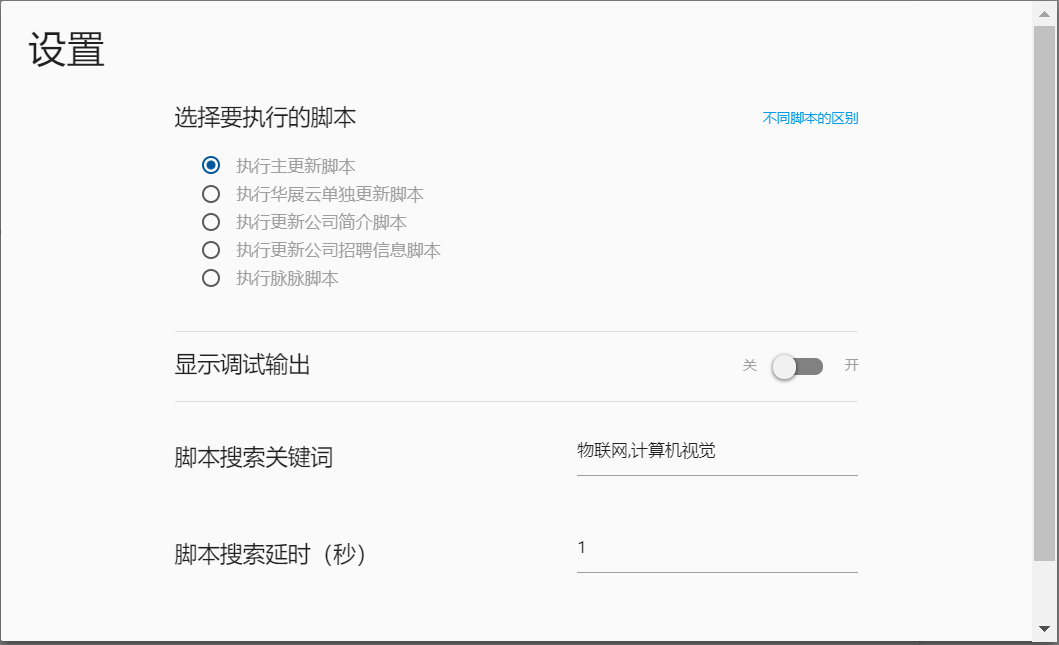 设置
选择要执行的脚本
不同脚本的区别
执行主更新脚本
执行华展云单独更新脚本
执行更新公司简介脚本
执行更新公司招聘信息脚本
执行脉脉脚本
显示调试输出
关
开
脚本搜索关键词
物联网,计算机视觉
脚本搜索延时（秒）
1